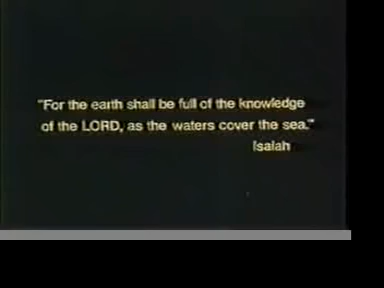 "For the earth shall be full of the knowledge
of the LORD, as the waters cover the sea."
Isaiah